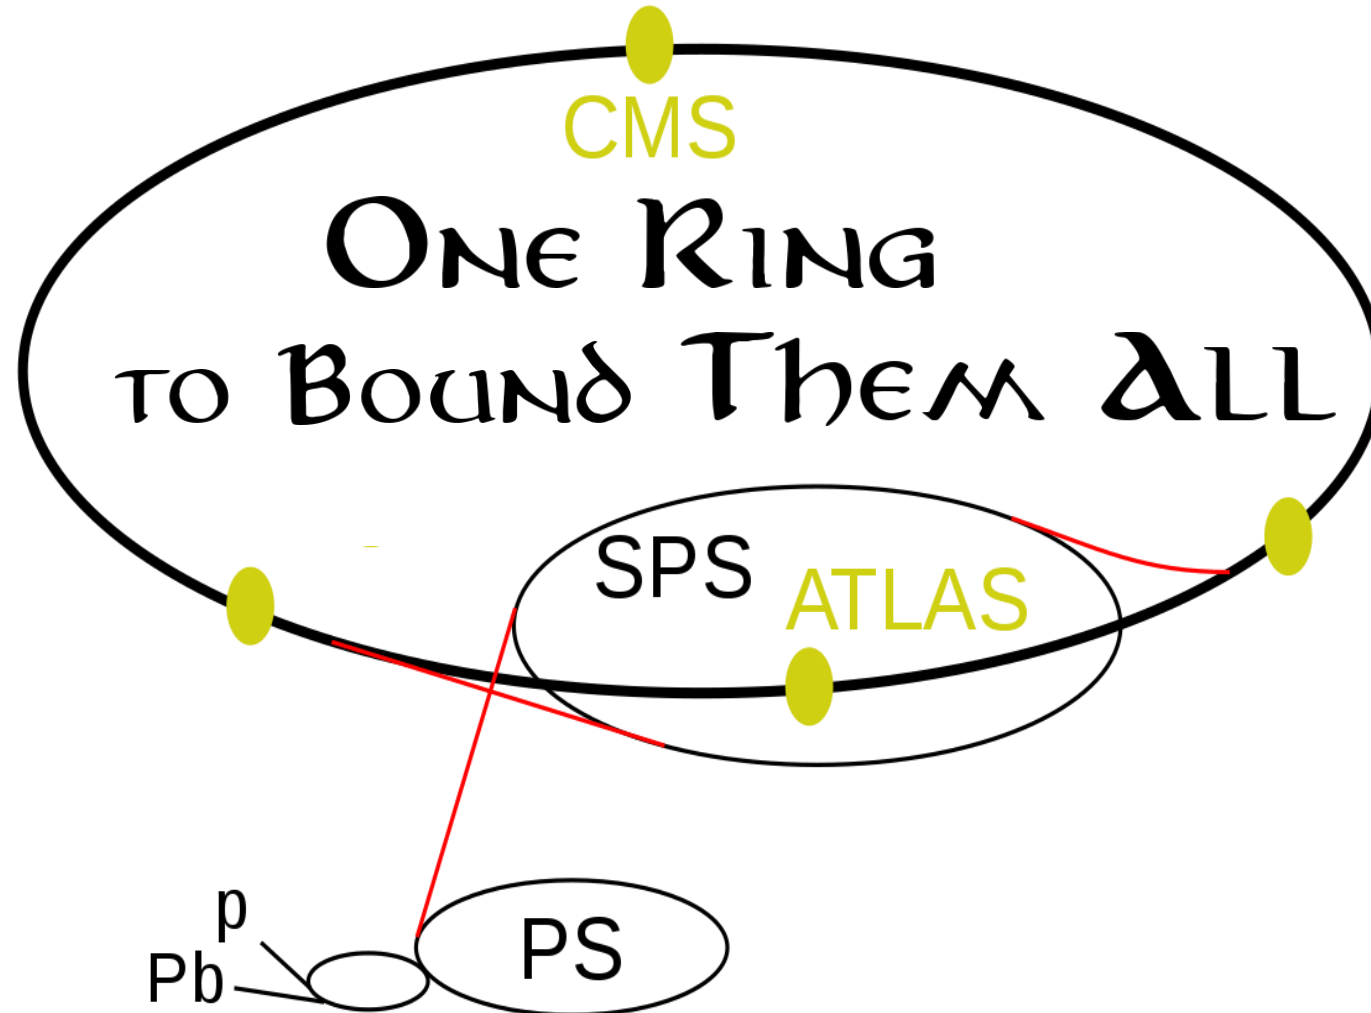 CMS
One Ring
to Bound Them All
SPS
ATLAS
p
Pb
PS